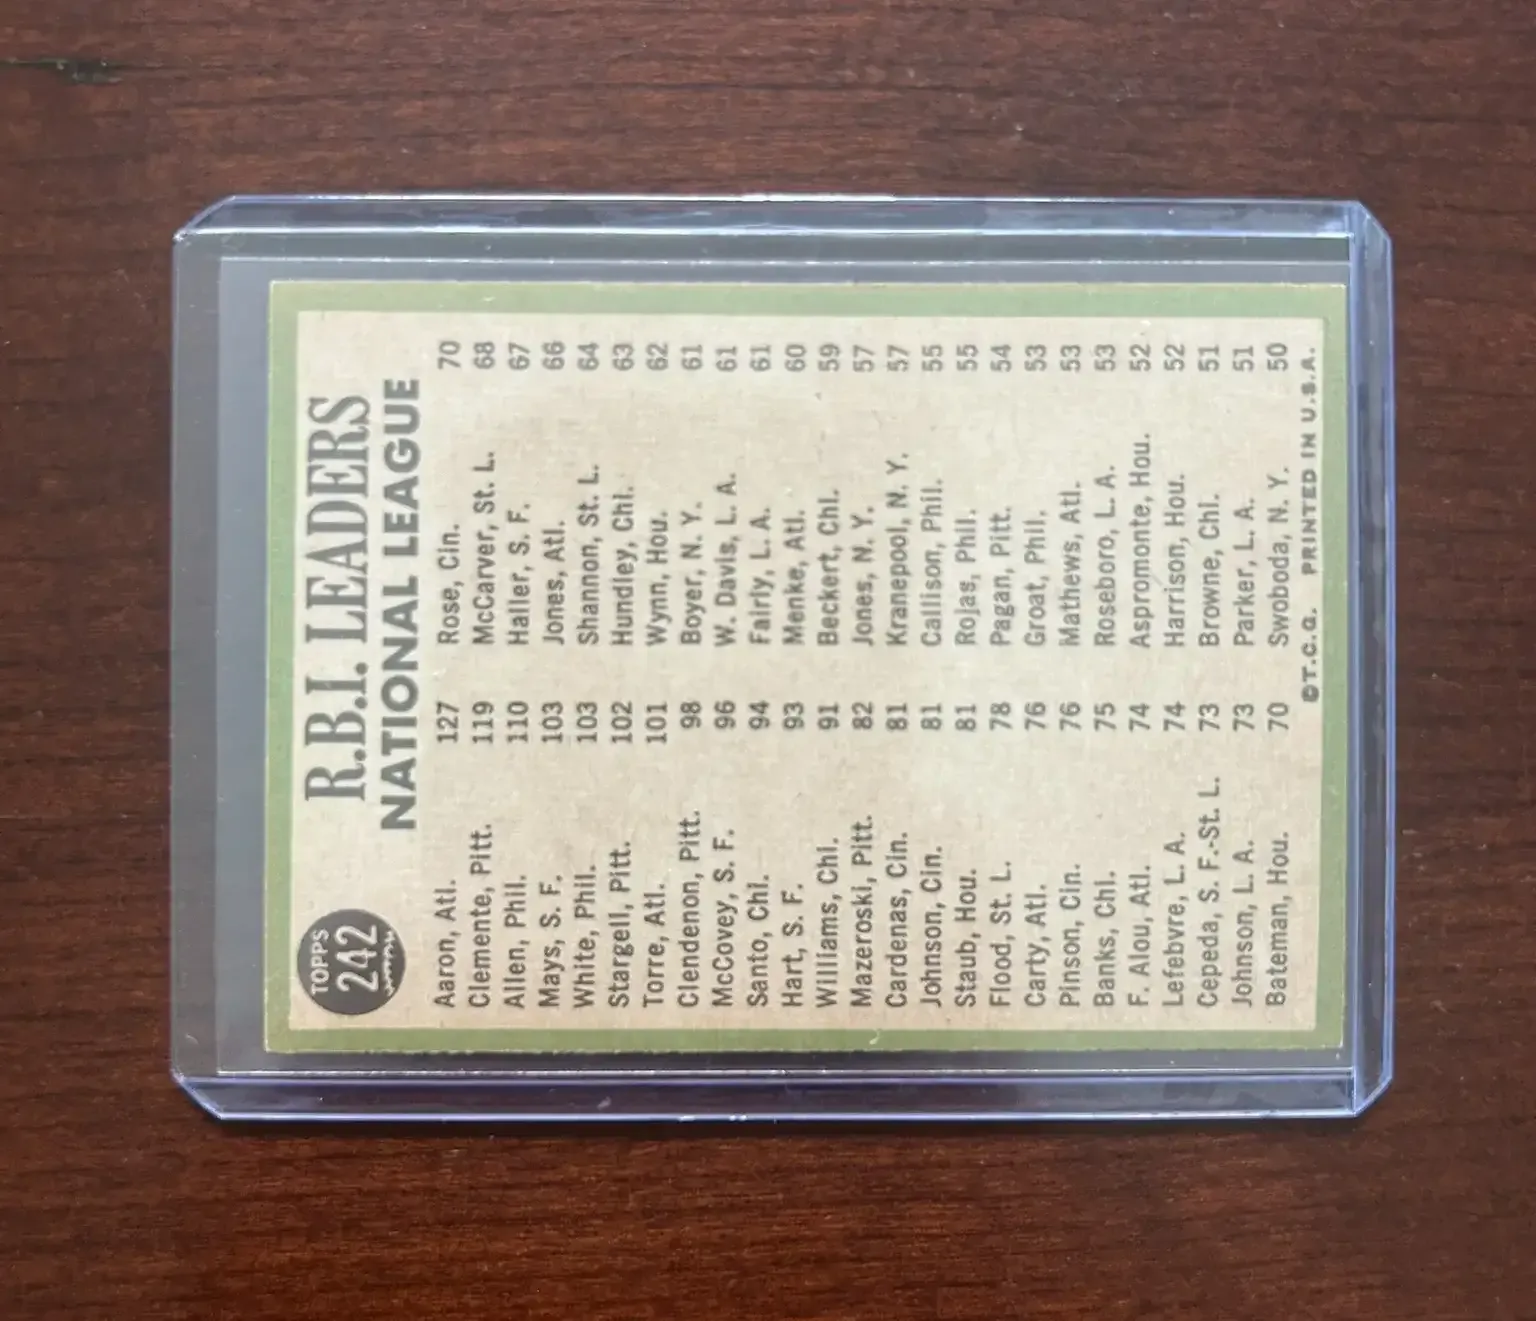 TOPPS
242
R.B.I. LEADERS
NATIONAL LEAGUE
Aaron, Atl. 127 Rose, Cin. 70
Clemente, Pitt. 119 McCarver, St. L. 68
Allen, Phil. 110 Haller, S. F. 67
Mays, S. F. 103 Jones, Atl. 66
White, Phil. 103 Shannon, St. L. 64
Stargell, Pitt. 102 Hundley, Chi. 63
Torre, Atl. 101 Wynn, Hou. 62
Clendenon, Pitt. 98 Boyer, N. Y. 61
McCovey, S. F. 96 W. Davis, L. A. 61
Santo, Chi. 94 Fairly, L. A. 61
Hart, S. F. 93 Menke, Atl. 60
Williams, Chi. 91 Beckert, Chi. 59
Mazeroski, Pitt. 82 Jones, N. Y. 57
Cardenas, Cin. 81 Kranepool, N. Y. 57
Johnson, Cin. 81 Callison, Phil. 55
Staub, Hou. 81 Rojas, Phil. 55
Flood, St. L. 78 Pagan, Pitt. 54
Carty, Atl. 76 Groat, Phil. 53
Pinson, Cin. 76 Mathews, Atl. 53
Banks, Chi. 75 Roseboro, L. A. 53
F. Alou, Atl. 74 Aspromonte, Hou. 52
Lefebvre, L. A. 74 Harrison, Hou. 52
Cepeda, S. F.-St. L. 73 Browne, Chi. 51
Johnson, L. A. 73 Parker, L. A. 51
Bateman, Hou. 70 Swoboda, N. Y. 50
©T.C.G. PRINTED IN U.S.A.